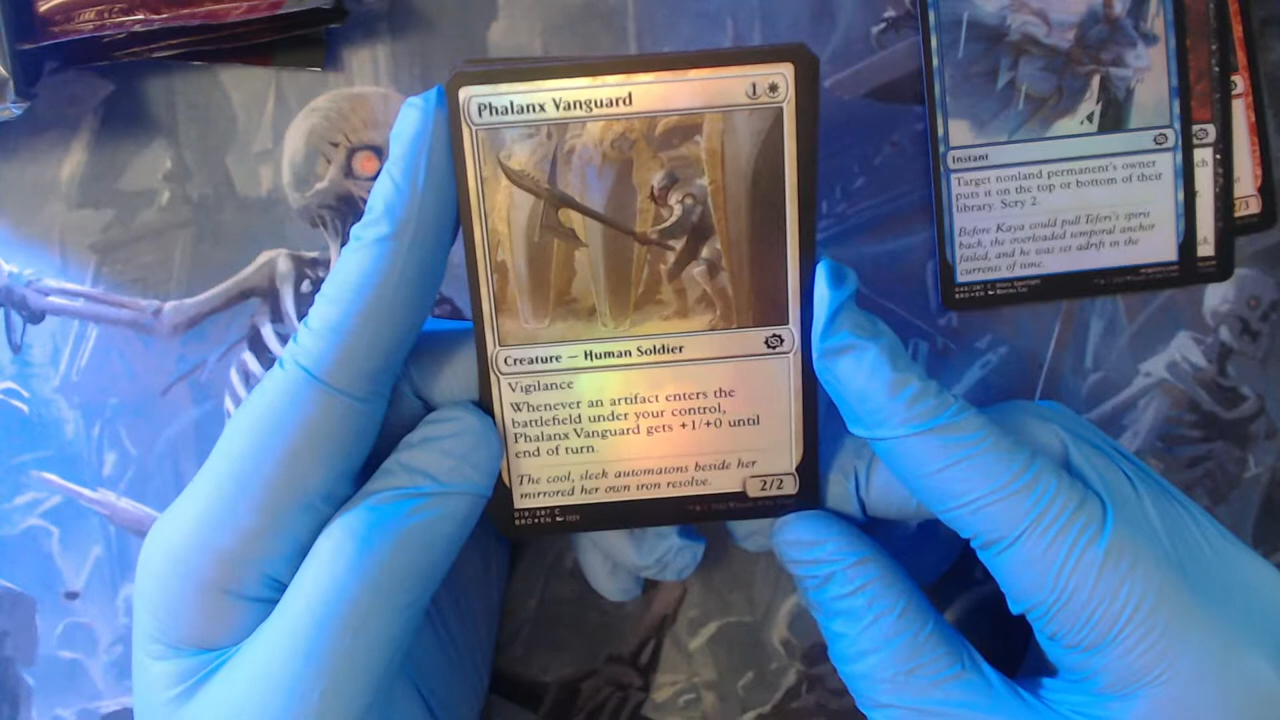 Phalanx Vanguard 1
Creature — Human Soldier
Vigilance
Whenever an artifact enters the
battlefield under your control,
Phalanx Vanguard gets +1/+0 until
end of turn.
The cool, sleek automatons beside her
mirrored her own iron resolve.
2/2
BRO EN
Instant
Target nonland permanent's owner
puts it on the top or bottom of their
library. Scry 2.
Before Kaya could pull Teferi's spirit
back, the overloaded temporal anchor
failed, and he was set adrift in the
currents of time.